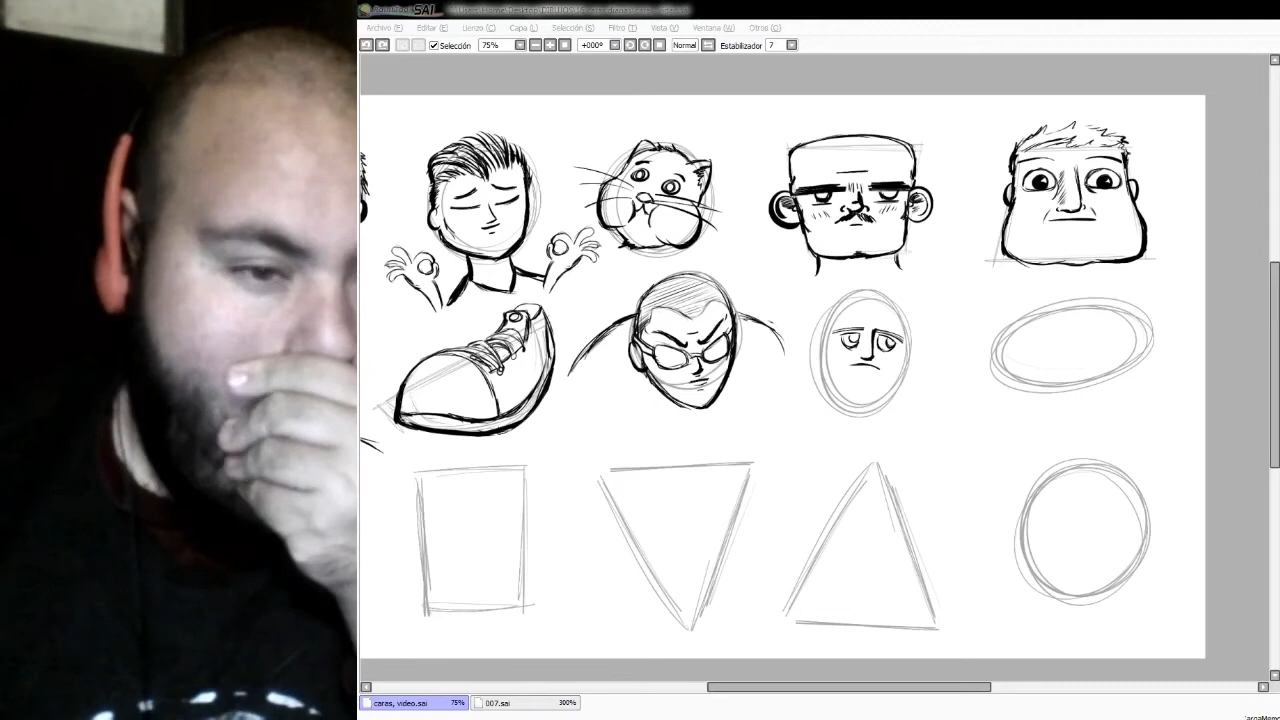 SAI
Archivo (E) Editar (E) Lienzo (C) Capa (L) Selección (S) Filtro (T) Vista (V) Ventana (W) Otros (O)
Selección 75% +000° Normal Estabilizador 7
caras, video.sai 75% 007.sai 300%